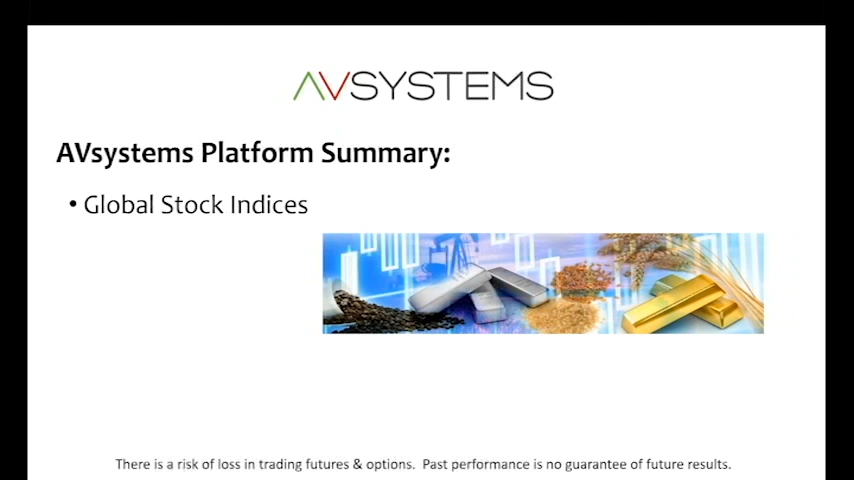 AVSYSTEMS
AVsystems Platform Summary:
• Global Stock Indices
There is a risk of loss in trading futures & options. Past performance is no guarantee of future results.